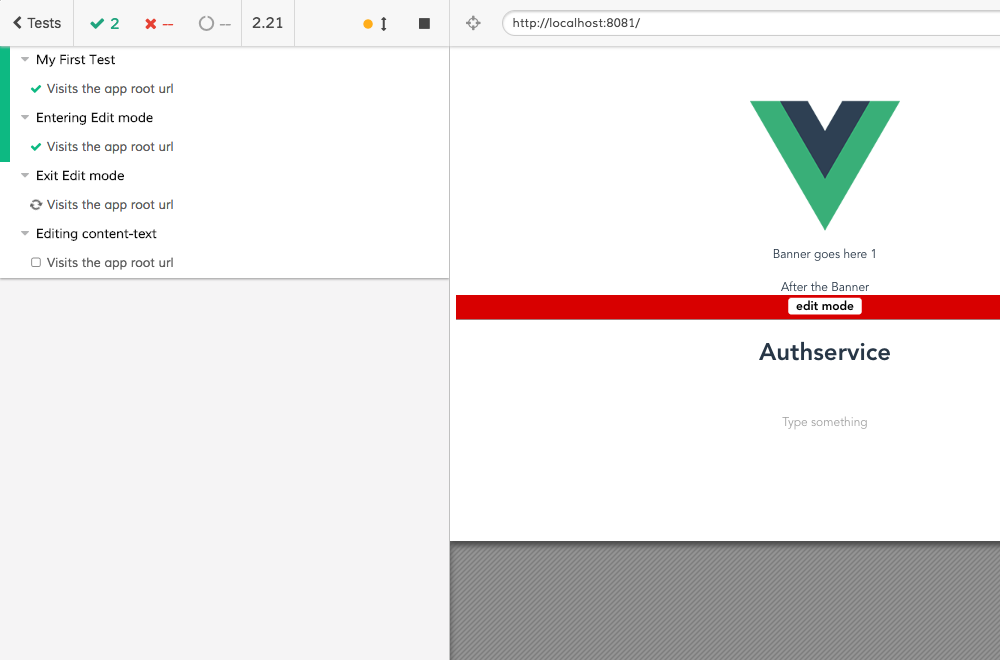 Tests 2 -- -- 2.21
http://localhost:8081/
My First Test
Visits the app root url
Entering Edit mode
Visits the app root url
Exit Edit mode
Visits the app root url
Editing content-text
Visits the app root url
Banner goes here 1
After the Banner
edit mode
Authservice
Type something